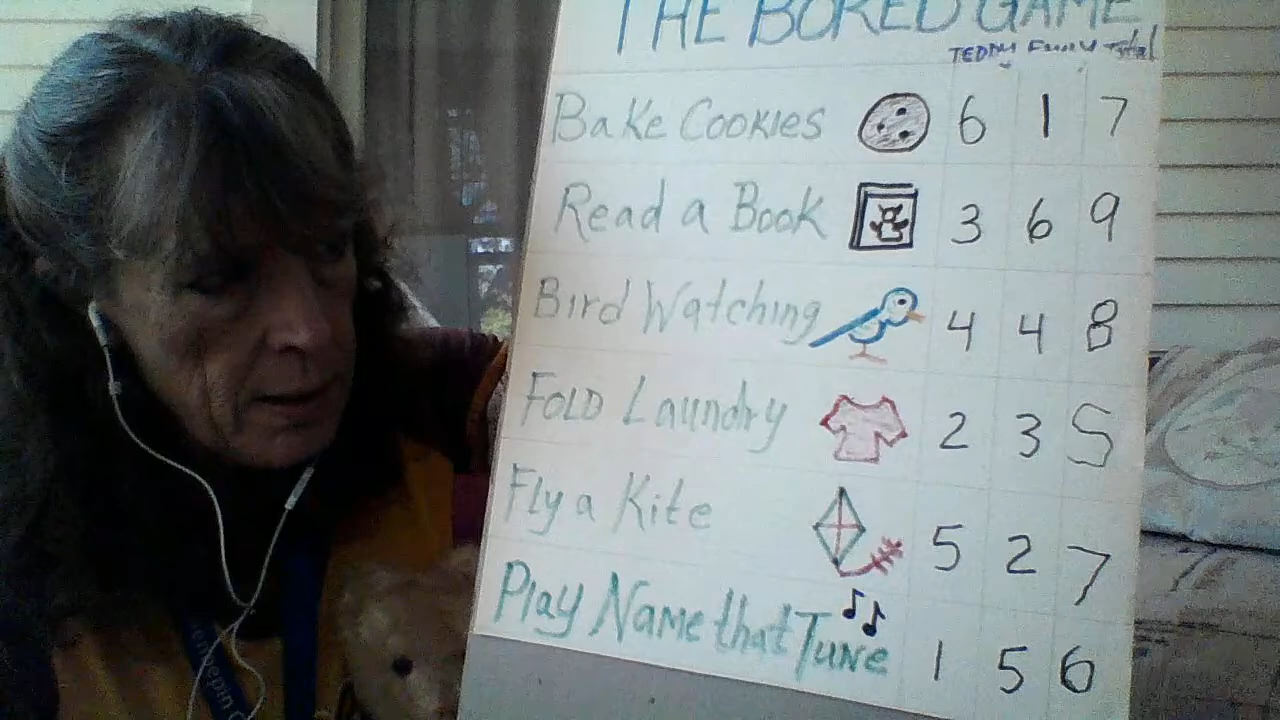 THE BORED GAME
TEDDY Funny total
Bake Cookies 6 1 7
Read a Book 3 6 9
Bird Watching 4 4 8
FOLD Laundry 2 3 5
Fly a Kite 5 2 7
Play Name that Tune 1 5 6